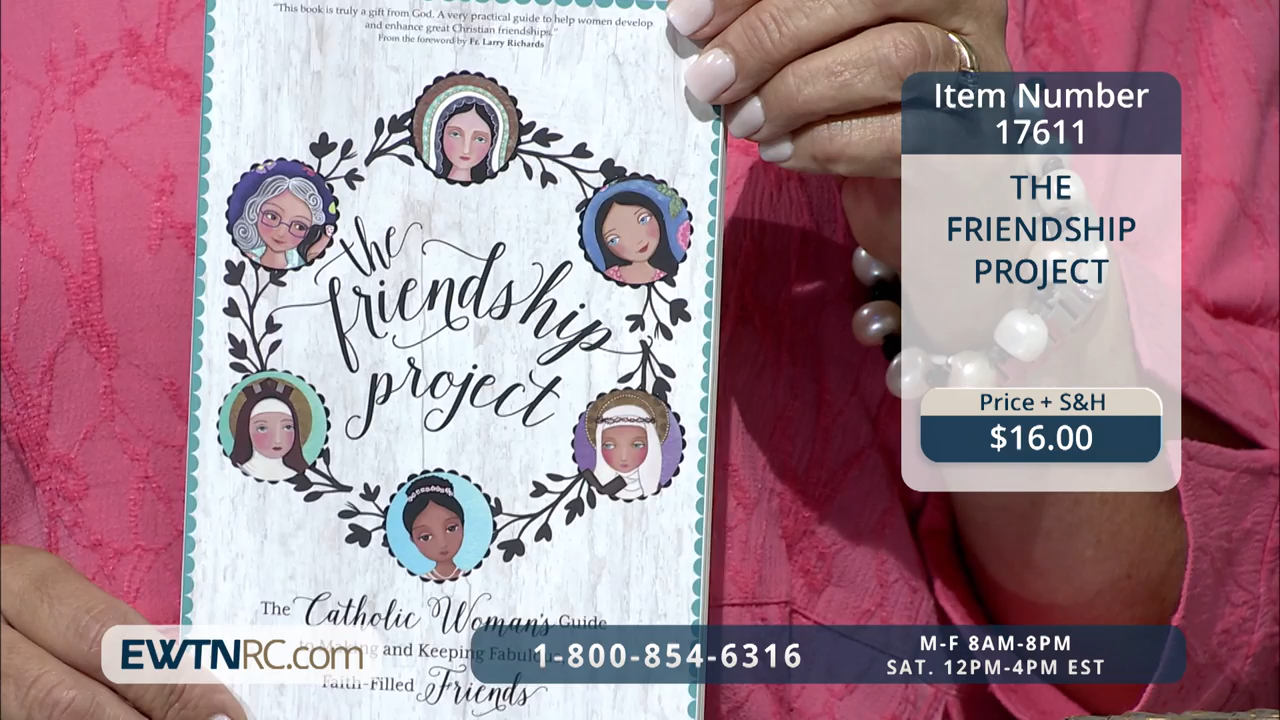 "This book is truly a gift from God. A very practical guide to help women develop
and enhance great Christian friendships."
From the foreword by Fr. Larry Richards
the
friendship
project
The Catholic Woman's Guide
to Making and Keeping Fabulous
Faith-Filled Friends
Item Number
17611
THE
FRIENDSHIP
PROJECT
Price + S&H
$16.00
EWTNRC.com
1-800-854-6316
M-F 8AM-8PM
SAT. 12PM-4PM EST